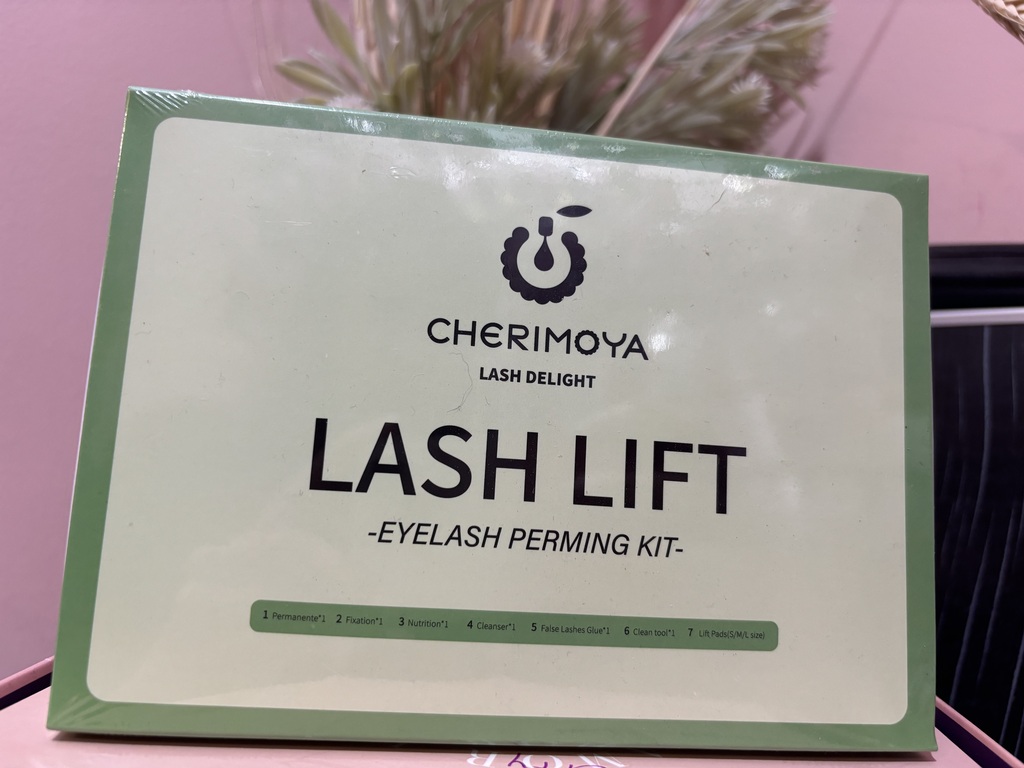 CHERIMOYA
LASH DELIGHT
LASH LIFT
-EYELASH PERMING KIT-
1 Permanente*1 2 Fixation*1 3 Nutrition*1 4 Cleanser*1 5 False Lashes Glue*1 6 Clean tool*1 7 Lift Pads(S/M/L size)